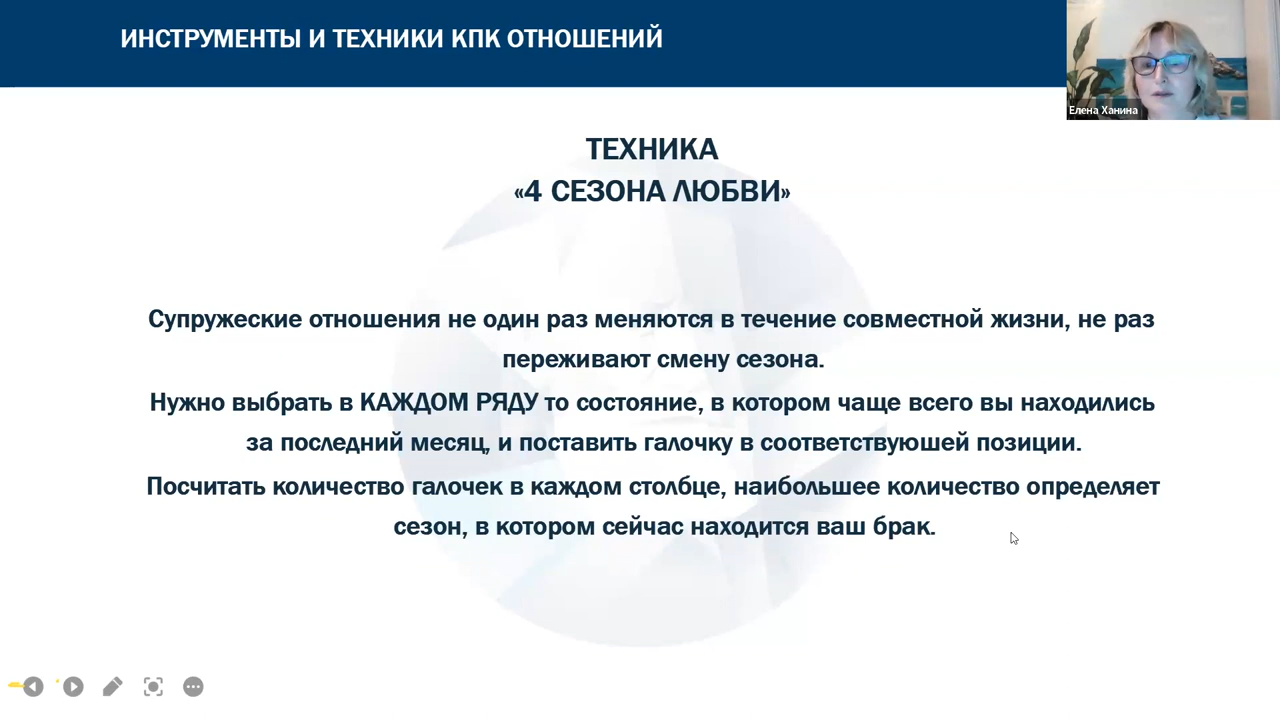 ИНСТРУМЕНТЫ И ТЕХНИКИ КПК ОТНОШЕНИЙ
Елена Ханина
ТЕХНИКА
«4 СЕЗОНА ЛЮБВИ»
Супружеские отношения не один раз меняются в течение совместной жизни, не раз
переживают смену сезона.
Нужно выбрать в КАЖДОМ РЯДУ то состояние, в котором чаще всего вы находились
за последний месяц, и поставить галочку в соответствуюшей позиции.
Посчитать количество галочек в каждом столбце, наибольшее количество определяет
сезон, в котором сейчас находится ваш брак.